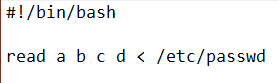 #!/bin/bash
read a b c d < /etc/passwd